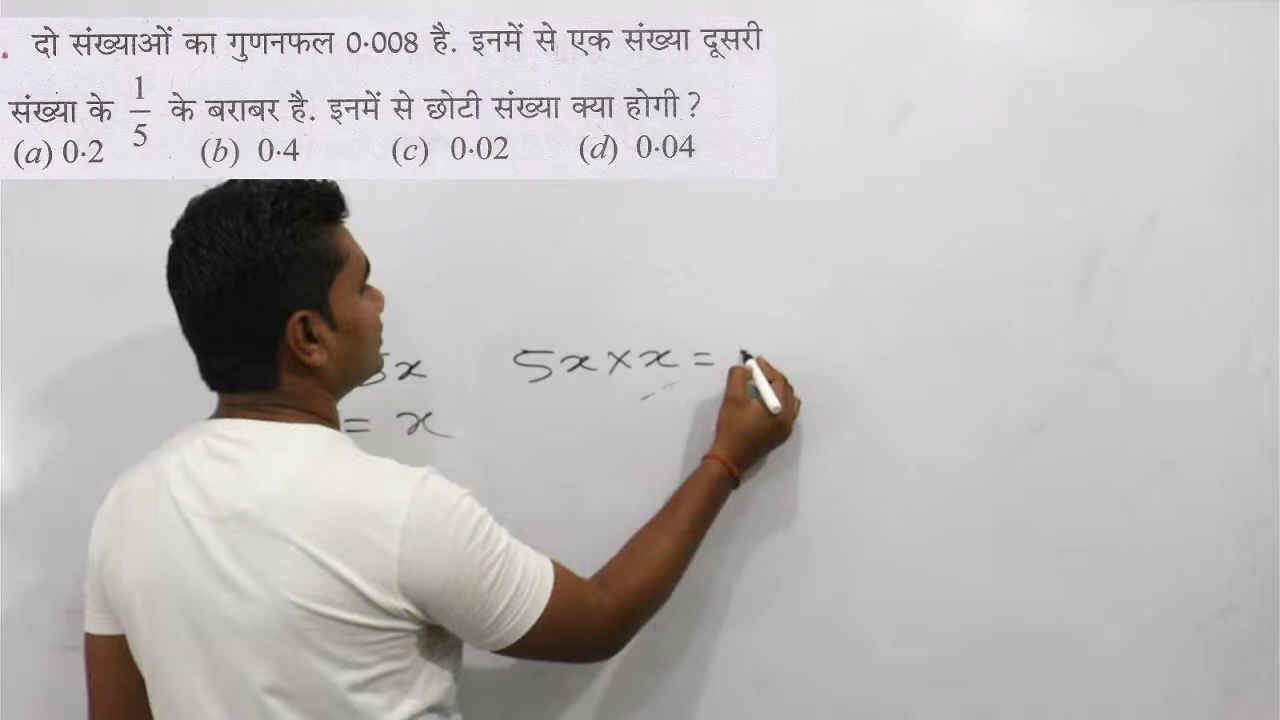 . दो संख्याओं का गुणनफल 0·008 है. इनमें से एक संख्या दूसरी
संख्या के 1/5 के बराबर है. इनमें से छोटी संख्या क्या होगी ?
(a) 0·2 (b) 0·4 (c) 0·02 (d) 0·04
5x 5x×x =
= x